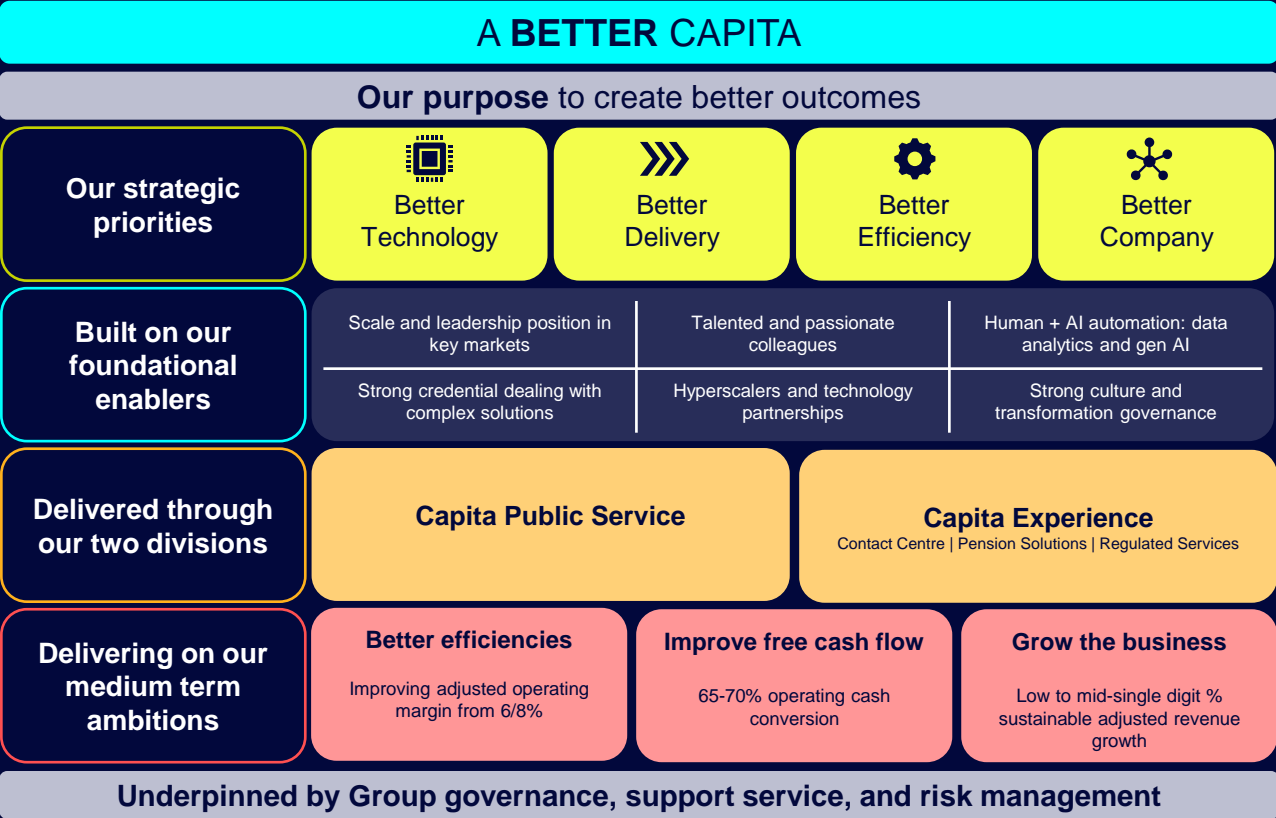 A BETTER CAPITA
Our purpose to create better outcomes
Our strategic
priorities
Better
Technology
Better
Delivery
Better
Efficiency
Better
Company
Built on our
foundational
enablers
Scale and leadership position in
key markets
Talented and passionate
colleagues
Human + AI automation: data
analytics and gen AI
Strong credential dealing with
complex solutions
Hyperscalers and technology
partnerships
Strong culture and
transformation governance
Delivered through
our two divisions
Capita Public Service
Capita Experience
Contact Centre | Pension Solutions | Regulated Services
Delivering on our
medium term
ambitions
Better efficiencies
Improving adjusted operating
margin from 6/8%
Improve free cash flow
65-70% operating cash
conversion
Grow the business
Low to mid-single digit %
sustainable adjusted revenue
growth
Underpinned by Group governance, support service, and risk management